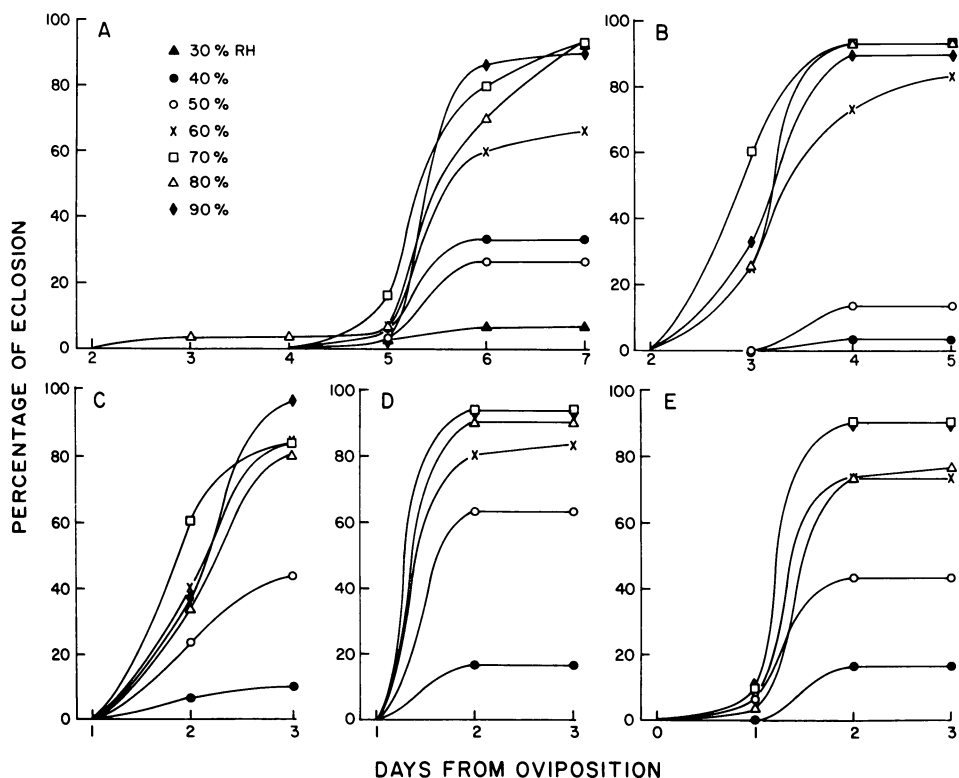 A
▲ 30 % RH
● 40 %
○ 50 %
x 60 %
□ 70 %
△ 80 %
◆ 90 %
100
80
60
40
20
0
2 3 4 5 6 7
B
100
80
60
40
20
0
2 3 4 5
PERCENTAGE OF ECLOSION
C
100
80
60
40
20
0
1 2 3
D
1 2 3
100
80
60
40
20
0
E
100
80
60
40
20
0
0 1 2 3
DAYS FROM OVIPOSITION